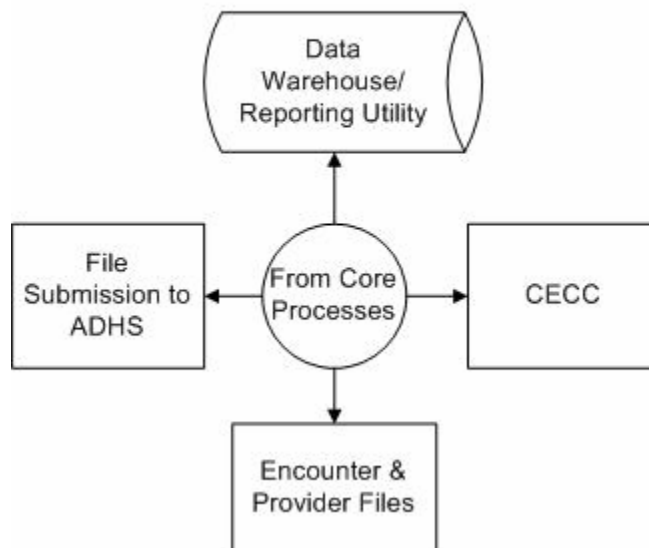 Data
Warehouse/
Reporting Utility
File
Submission to
ADHS
From Core
Processes
CECC
Encounter &
Provider Files